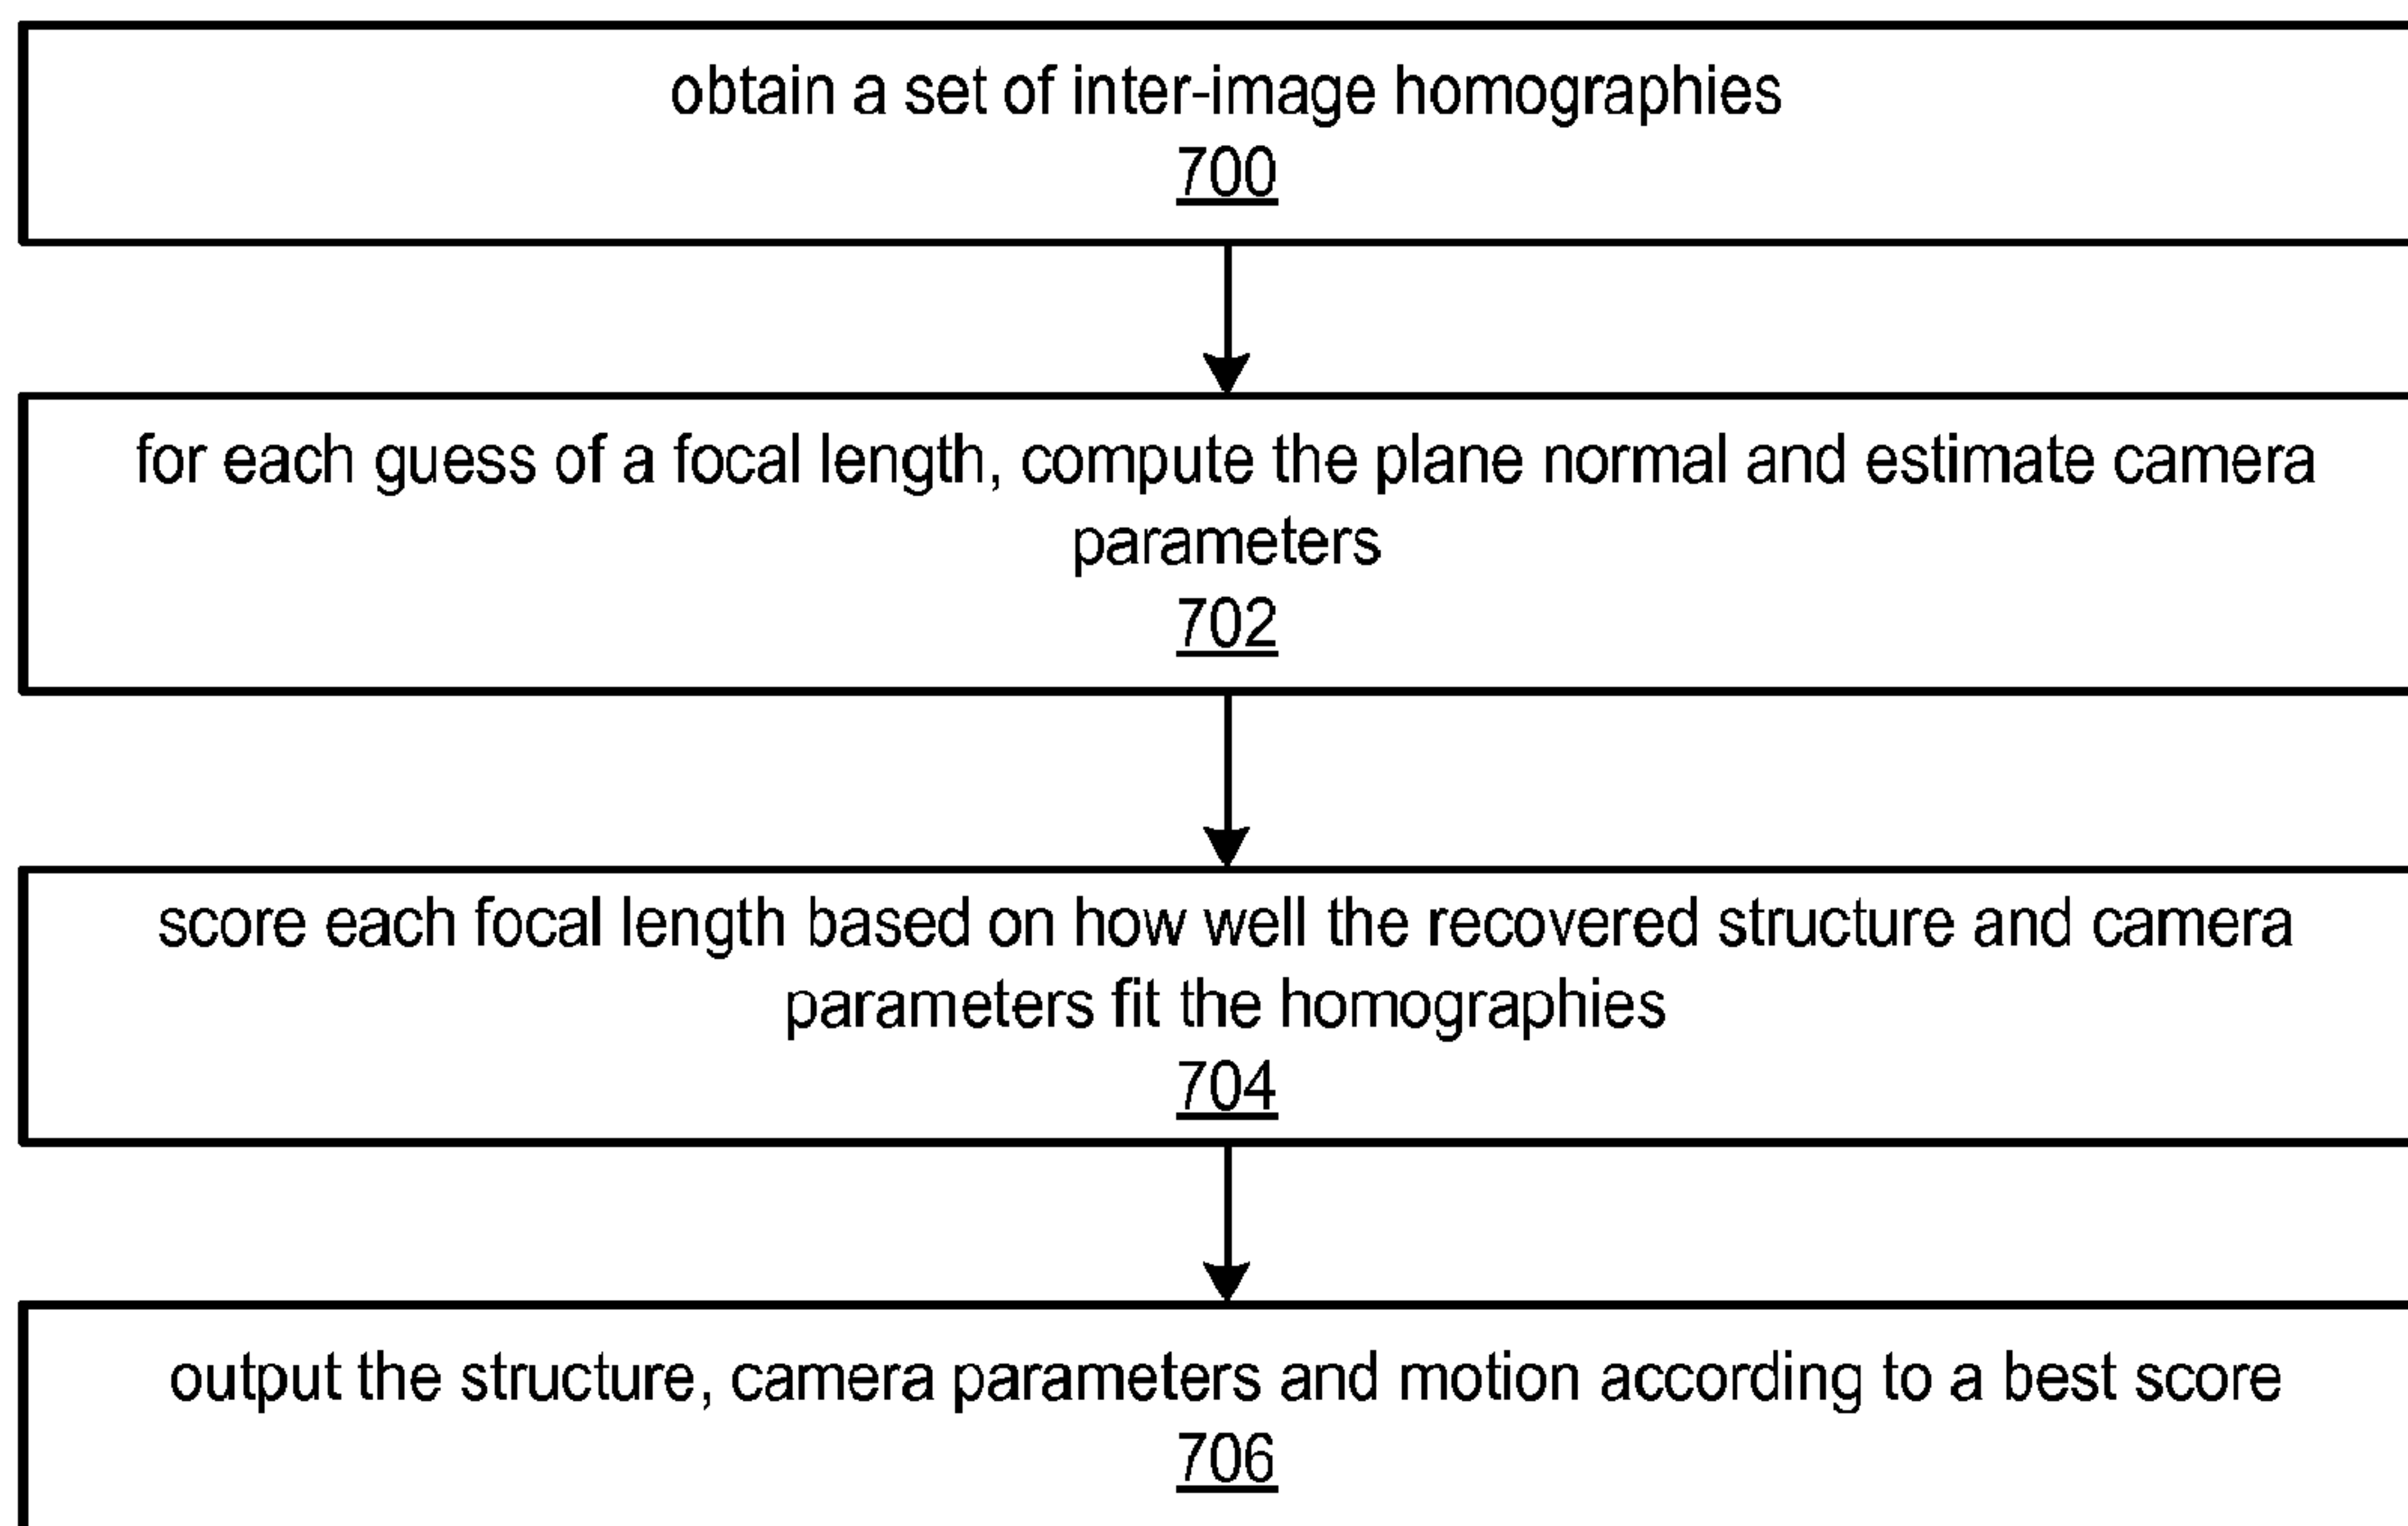 obtain a set of inter-image homographies
700
for each guess of a focal length, compute the plane normal and estimate camera
parameters
702
score each focal length based on how well the recovered structure and camera
parameters fit the homographies
704
output the structure, camera parameters and motion according to a best score
706